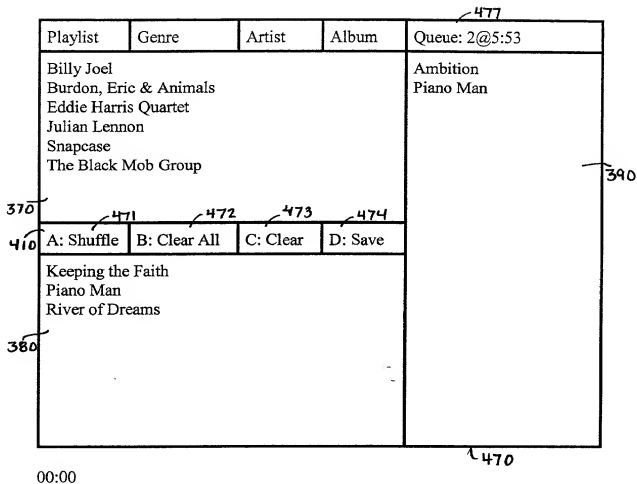 477
Playlist Genre Artist Album Queue: 2@5:53
Billy Joel
Burdon, Eric & Animals
Eddie Harris Quartet
Julian Lennon
Snapcase
The Black Mob Group
Ambition
Piano Man
390
370
471 472 473 474
410
A: Shuffle B: Clear All C: Clear D: Save
Keeping the Faith
Piano Man
River of Dreams
380
470
00:00